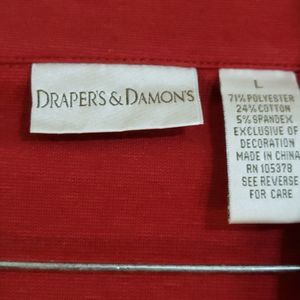 DRAPER'S & DAMON'S
L
71% POLYESTER
24% COTTON
5% SPANDEX
EXCLUSIVE OF
DECORATION
MADE IN CHINA
RN 105378
SEE REVERSE
FOR CARE